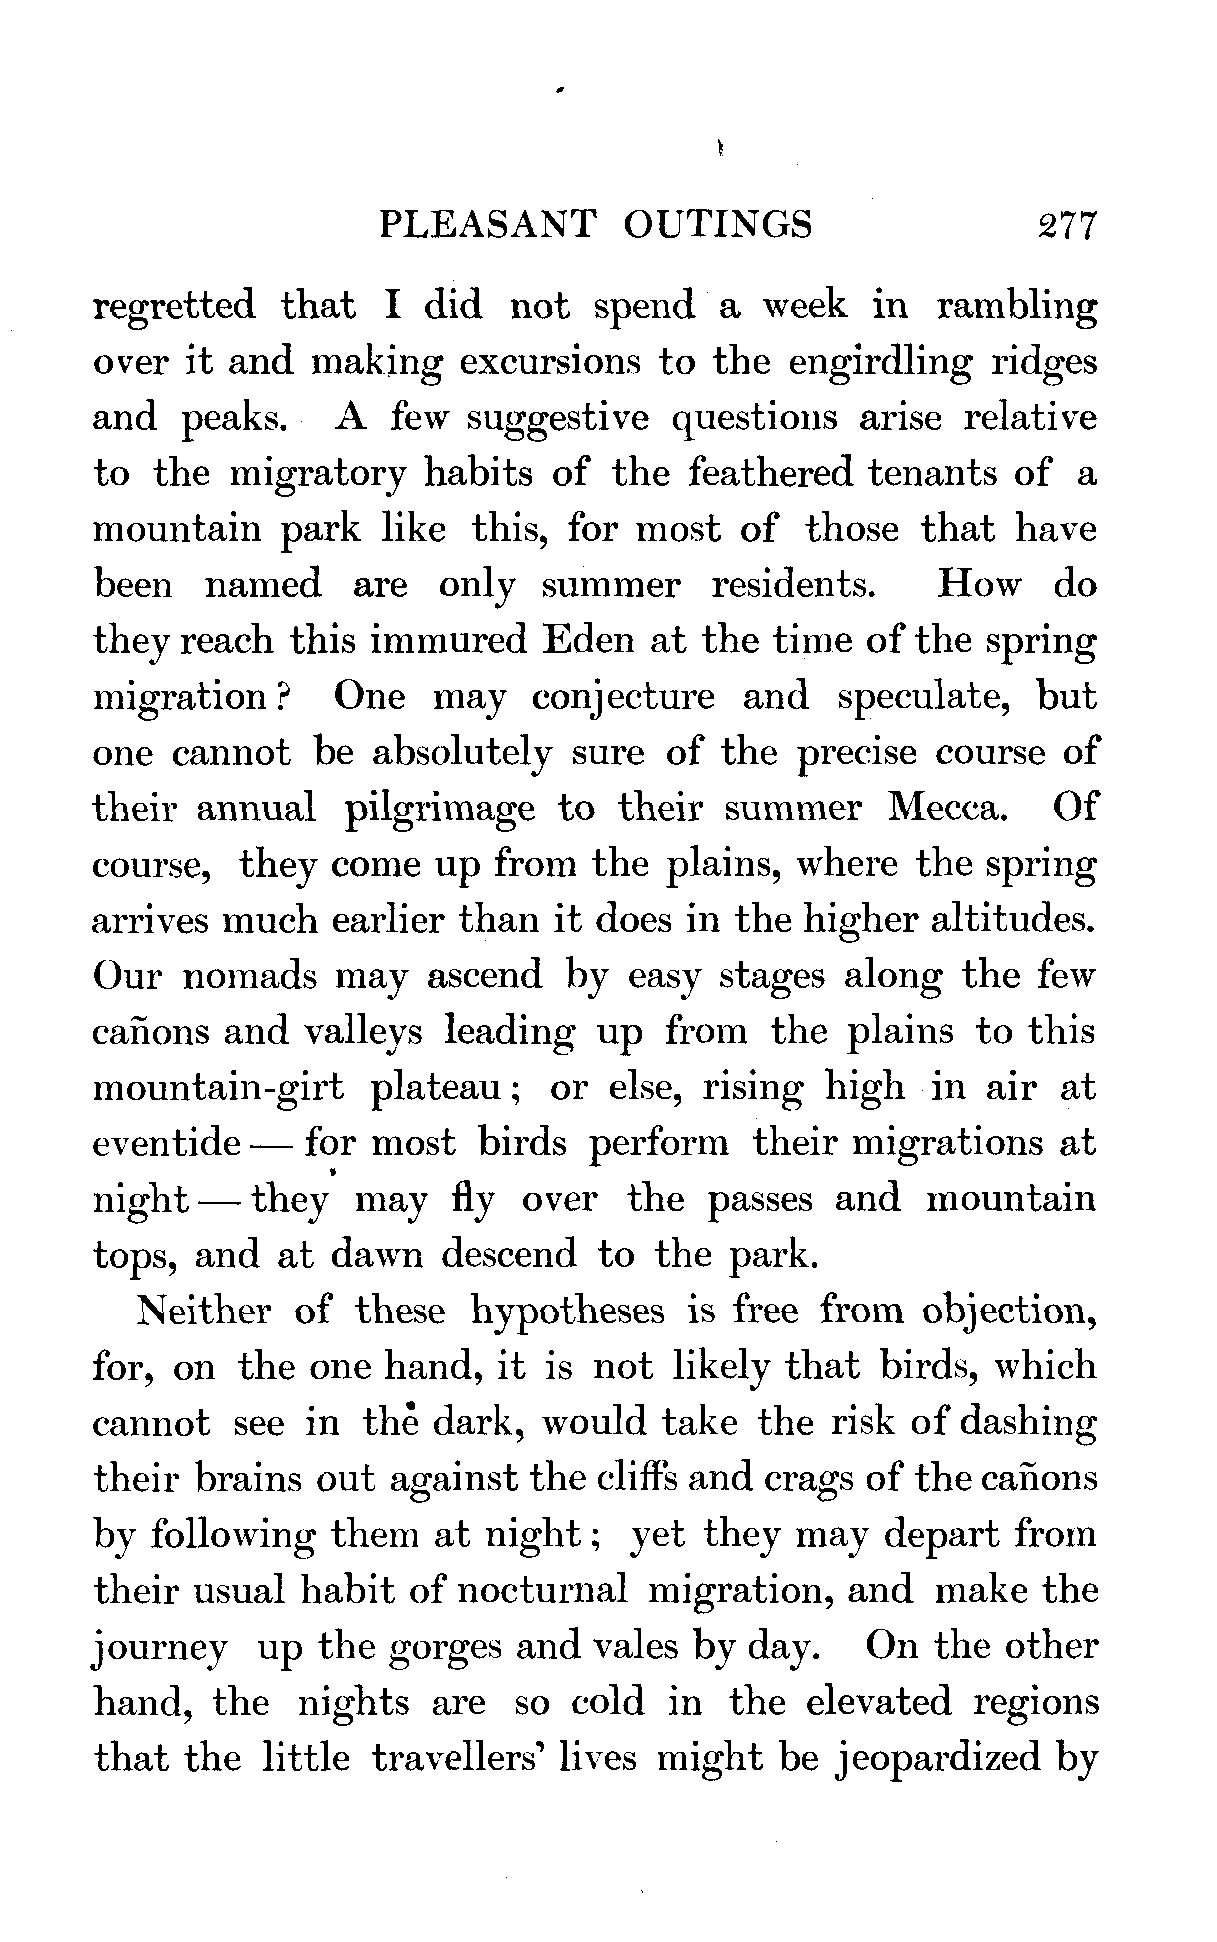 PLEASANT OUTINGS 277
regretted that I did not spend a week in rambling
over it and making excursions to the engirdling ridges
and peaks. A few suggestive questions arise relative
to the migratory habits of the feathered tenants of a
mountain park like this, for most of those that have
been named are only summer residents. How do
they reach this immured Eden at the time of the spring
migration? One may conjecture and speculate, but
one cannot be absolutely sure of the precise course of
their annual pilgrimage to their summer Mecca. Of
course, they come up from the plains, where the spring
arrives much earlier than it does in the higher altitudes.
Our nomads may ascend by easy stages along the few
cañons and valleys leading up from the plains to this
mountain-girt plateau; or else, rising high in air at
eventide — for most birds perform their migrations at
night — they may fly over the passes and mountain
tops, and at dawn descend to the park.
Neither of these hypotheses is free from objection,
for, on the one hand, it is not likely that birds, which
cannot see in the dark, would take the risk of dashing
their brains out against the cliffs and crags of the cañons
by following them at night; yet they may depart from
their usual habit of nocturnal migration, and make the
journey up the gorges and vales by day. On the other
hand, the nights are so cold in the elevated regions
that the little travellers' lives might be jeopardized by